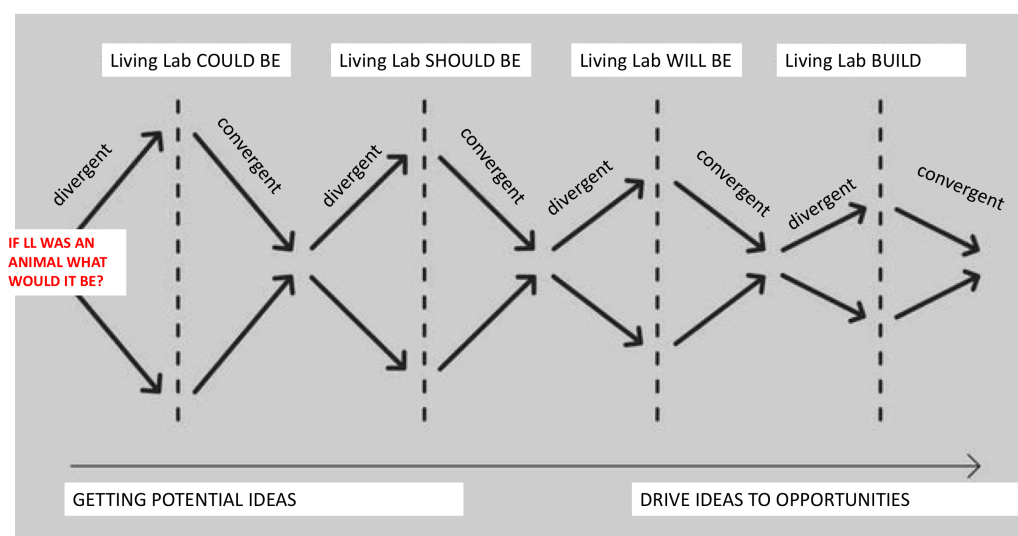 Living Lab COULD BE
Living Lab SHOULD BE
Living Lab WILL BE
Living Lab BUILD
divergent
convergent
divergent
convergent
divergent
convergent
divergent
convergent
IF LL WAS AN
ANIMAL WHAT
WOULD IT BE?
GETTING POTENTIAL IDEAS
DRIVE IDEAS TO OPPORTUNITIES